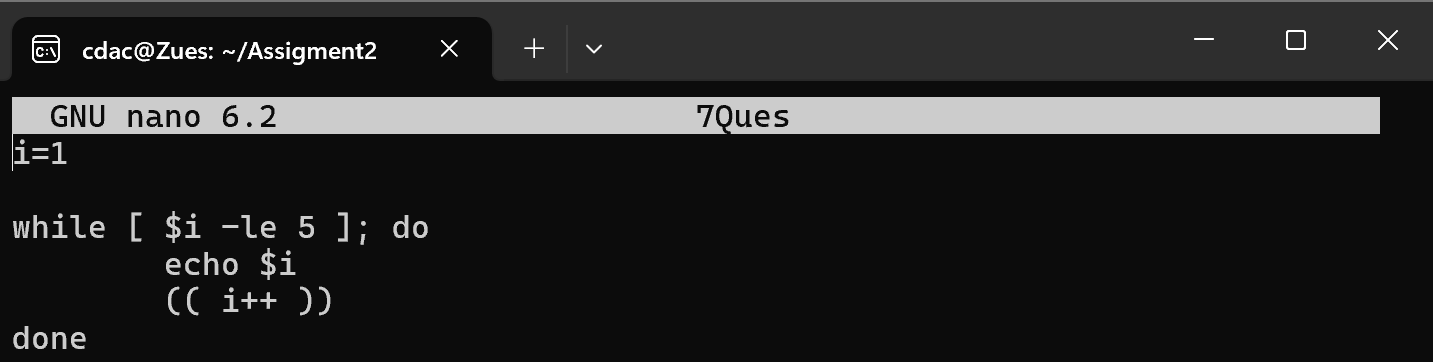 cdac@Zues: ~/Assigment2
GNU nano 6.2 7Ques
i=1
while [ $i -le 5 ]; do
echo $i
(( i++ ))
done